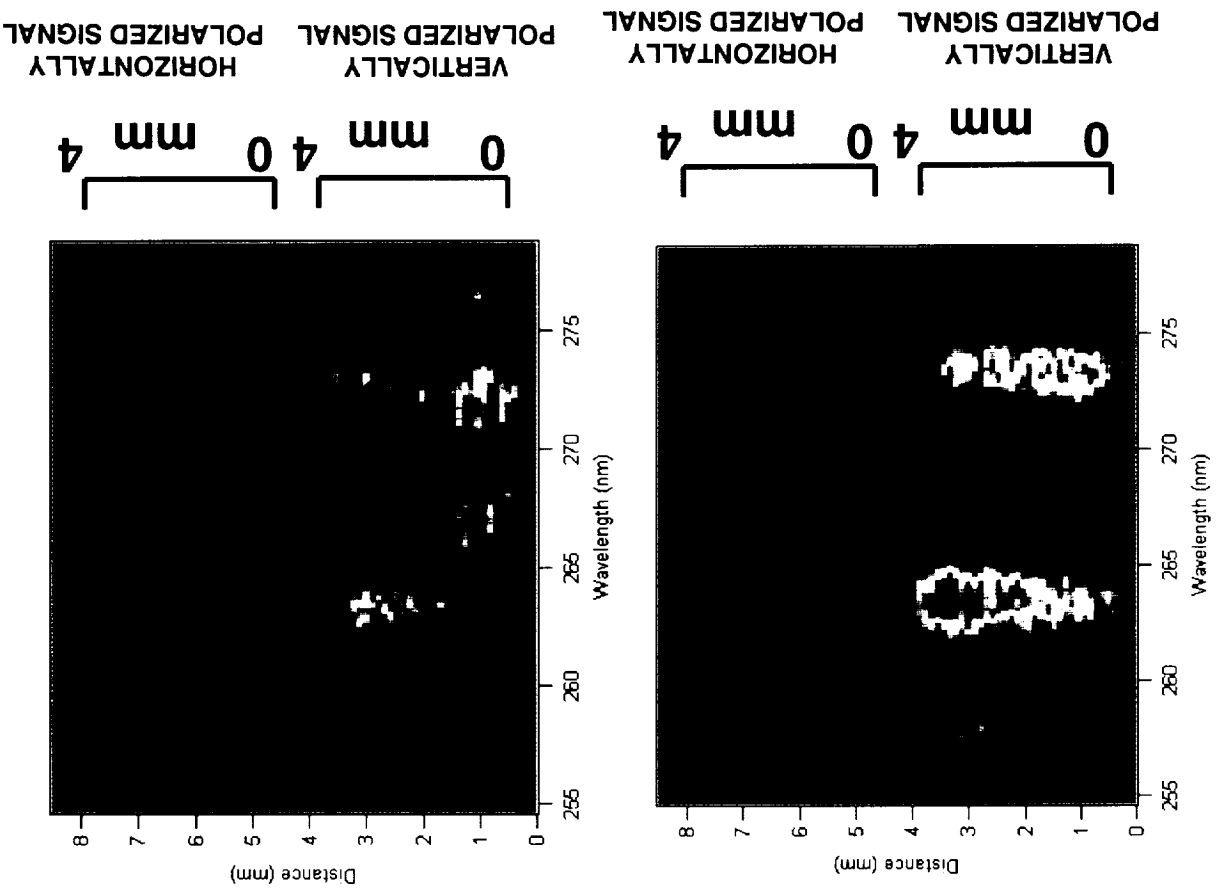 HORIZONTALLY
POLARIZED SIGNAL
VERTICALLY
POLARIZED SIGNAL
4 mm 0
4 mm 0
Distance (mm)
8
7
6
5
4
3
2
1
0
255
260
265
270
275
Wavelength (nm)
HORIZONTALLY
POLARIZED SIGNAL
VERTICALLY
POLARIZED SIGNAL
4 mm 0
4 mm 0
Distance (mm)
8
7
6
5
4
3
2
1
0
255
260
265
270
275
Wavelength (nm)